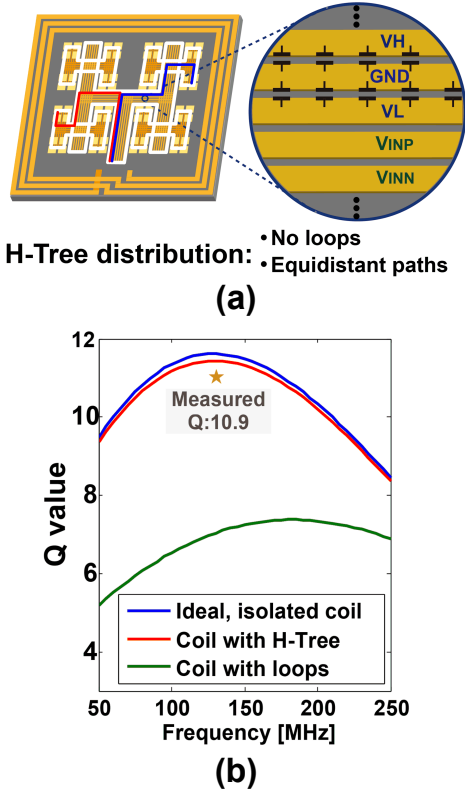 VH
GND
VL
VINP
VINN
H-Tree distribution:
• No loops
• Equidistant paths
(a)
12
10
8
6
4
Q value
Measured
Q:10.9
Ideal, isolated coil
Coil with H-Tree
Coil with loops
50 100 150 200 250
Frequency [MHz]
(b)